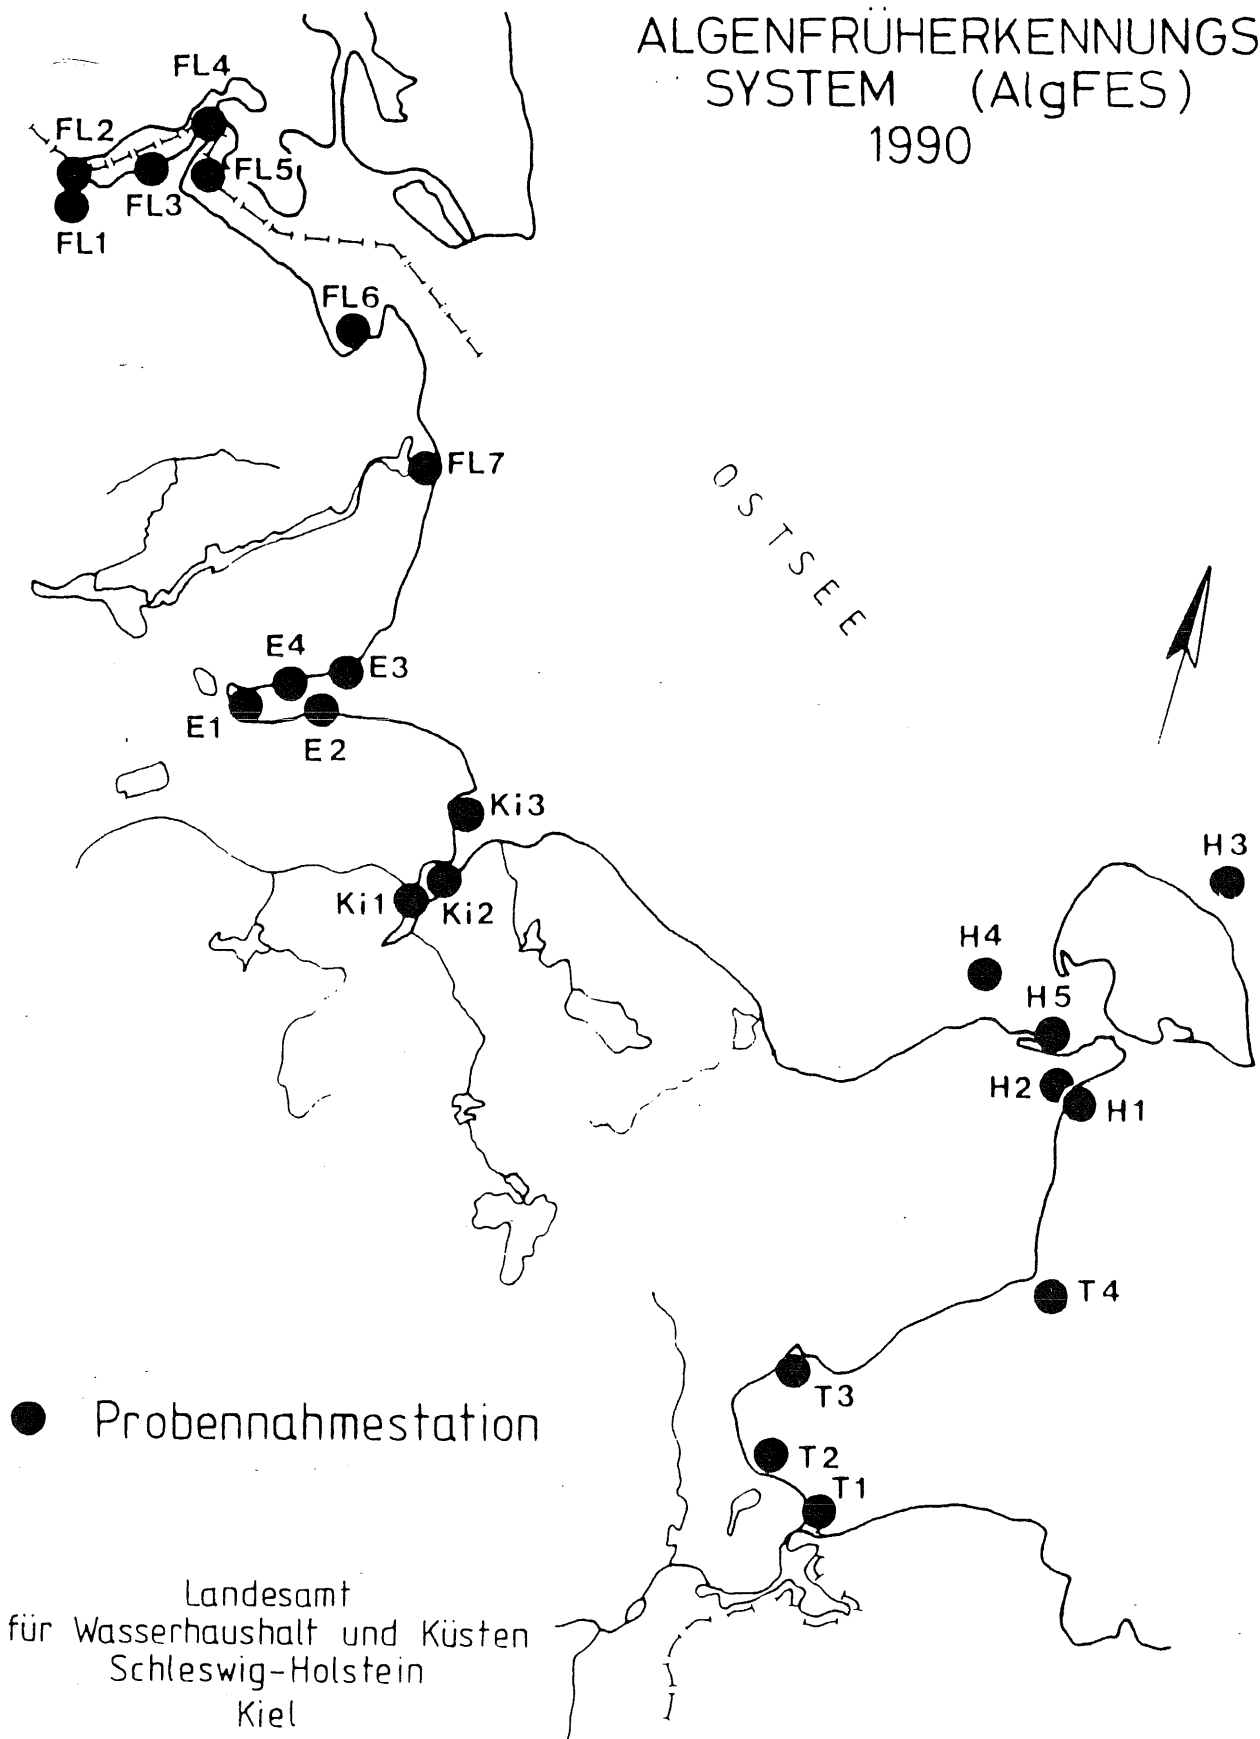 ALGENFRÜHERKENNUNGS
SYSTEM (AlgFES)
1990
FL4
FL2
FL5
FL3
FL1
FL6
FL7
OSTSEE
E4
E3
E1
E2
Ki3
H3
Ki1
Ki2
H4
H5
H2
H1
T4
T3
Probennahmestation
T2
T1
Landesamt
für Wasserhaushalt und Küsten
Schleswig-Holstein
Kiel